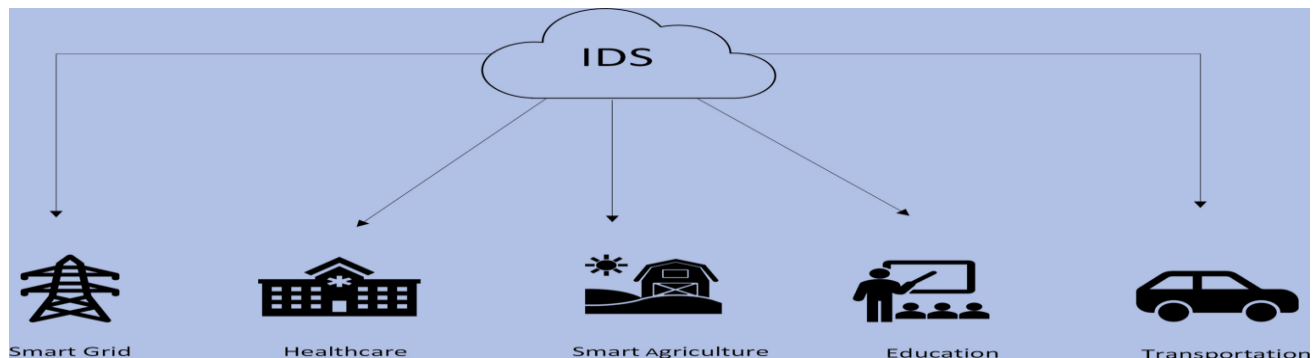 IDS
Smart Grid
Healthcare
Smart Agriculture
Education
Transportation